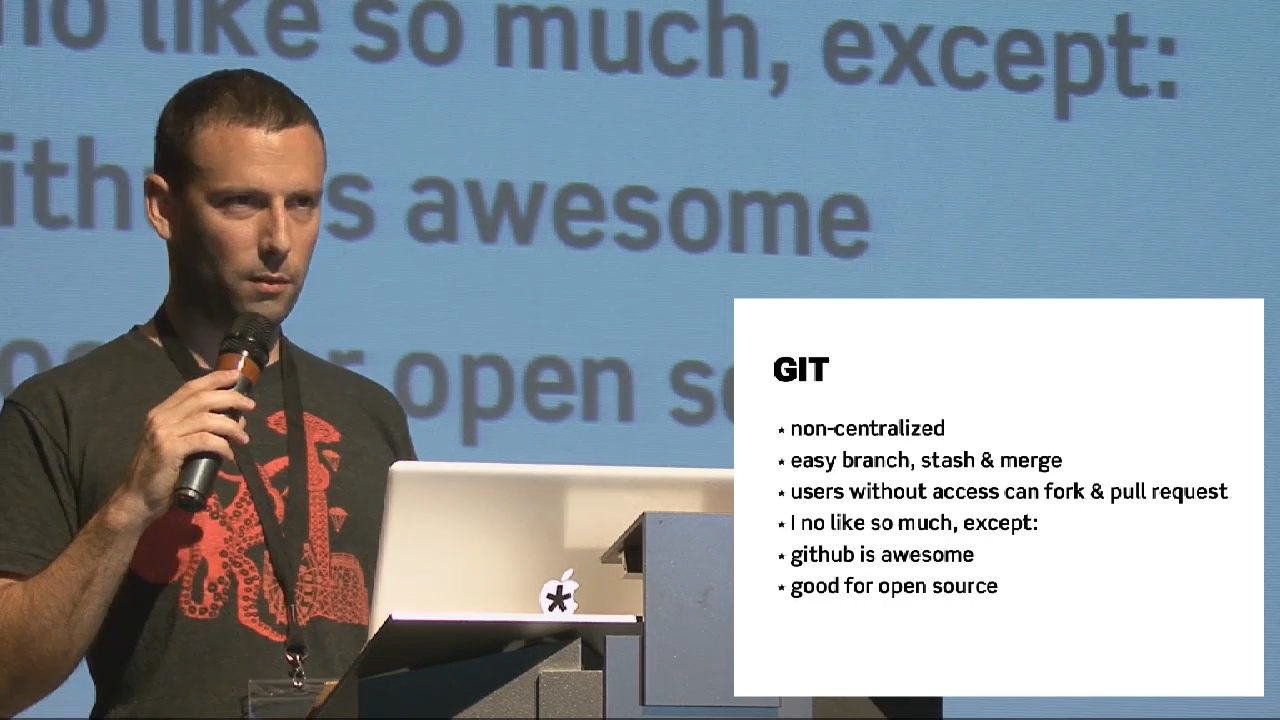 no like so much, except:
is awesome
open
GIT
* non-centralized
* easy branch, stash & merge
* users without access can fork & pull request
* I no like so much, except:
* github is awesome
* good for open source